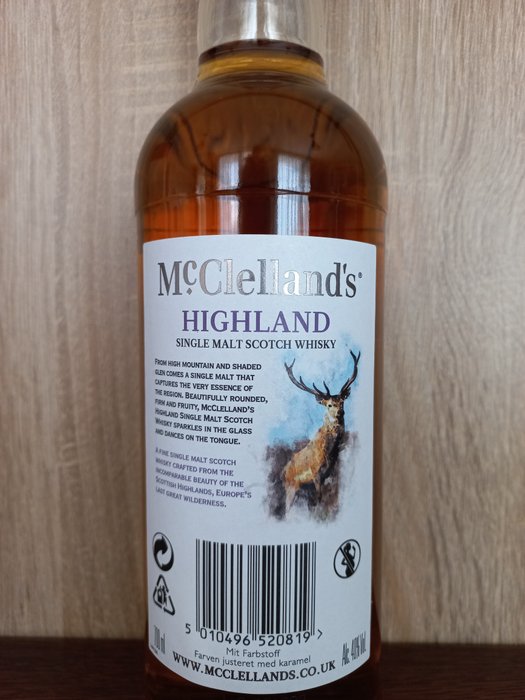 McClelland's®
HIGHLAND
SINGLE MALT SCOTCH WHISKY
FROM HIGH MOUNTAIN AND SHADED
GLEN COMES A SINGLE MALT THAT
CAPTURES THE VERY ESSENCE OF
THE REGION. BEAUTIFULLY ROUNDED,
FIRM AND FRUITY, MCCLELLAND'S
HIGHLAND SINGLE MALT SCOTCH
WHISKY SPARKLES IN THE GLASS
AND DANCES ON THE TONGUE.
A FINE SINGLE MALT SCOTCH
WHISKY CRAFTED FROM THE
INCOMPARABLE BEAUTY OF THE
SCOTTISH HIGHLANDS, EUROPE'S
LAST GREAT WILDERNESS.
5 010496 520819 >
Mit Farbstoff
Farven justeret med karamel
WWW.MCCLELLANDS.CO.UK
ml
Alc. 40% Vol.